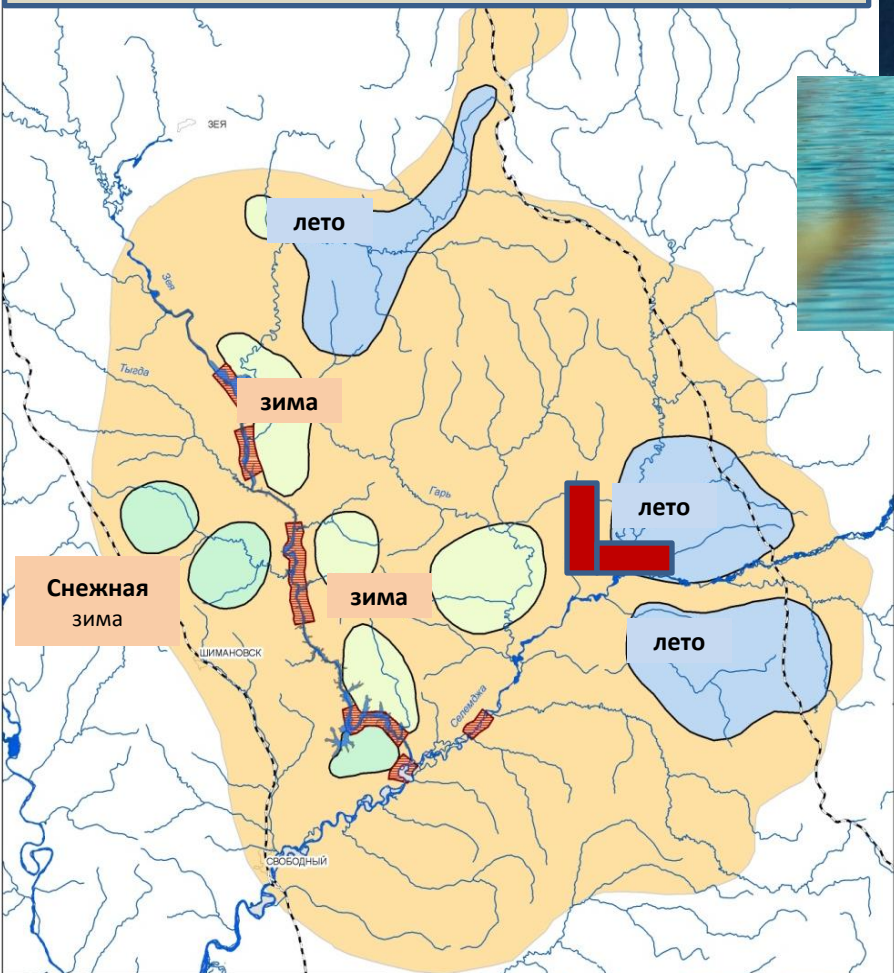 ЗЕЯ
лето
Зея
Тыгда
зима
Гарь
лето
Снежная
зима
зима
лето
ШИМАНОВСК
Селемджа
СВОБОДНЫЙ